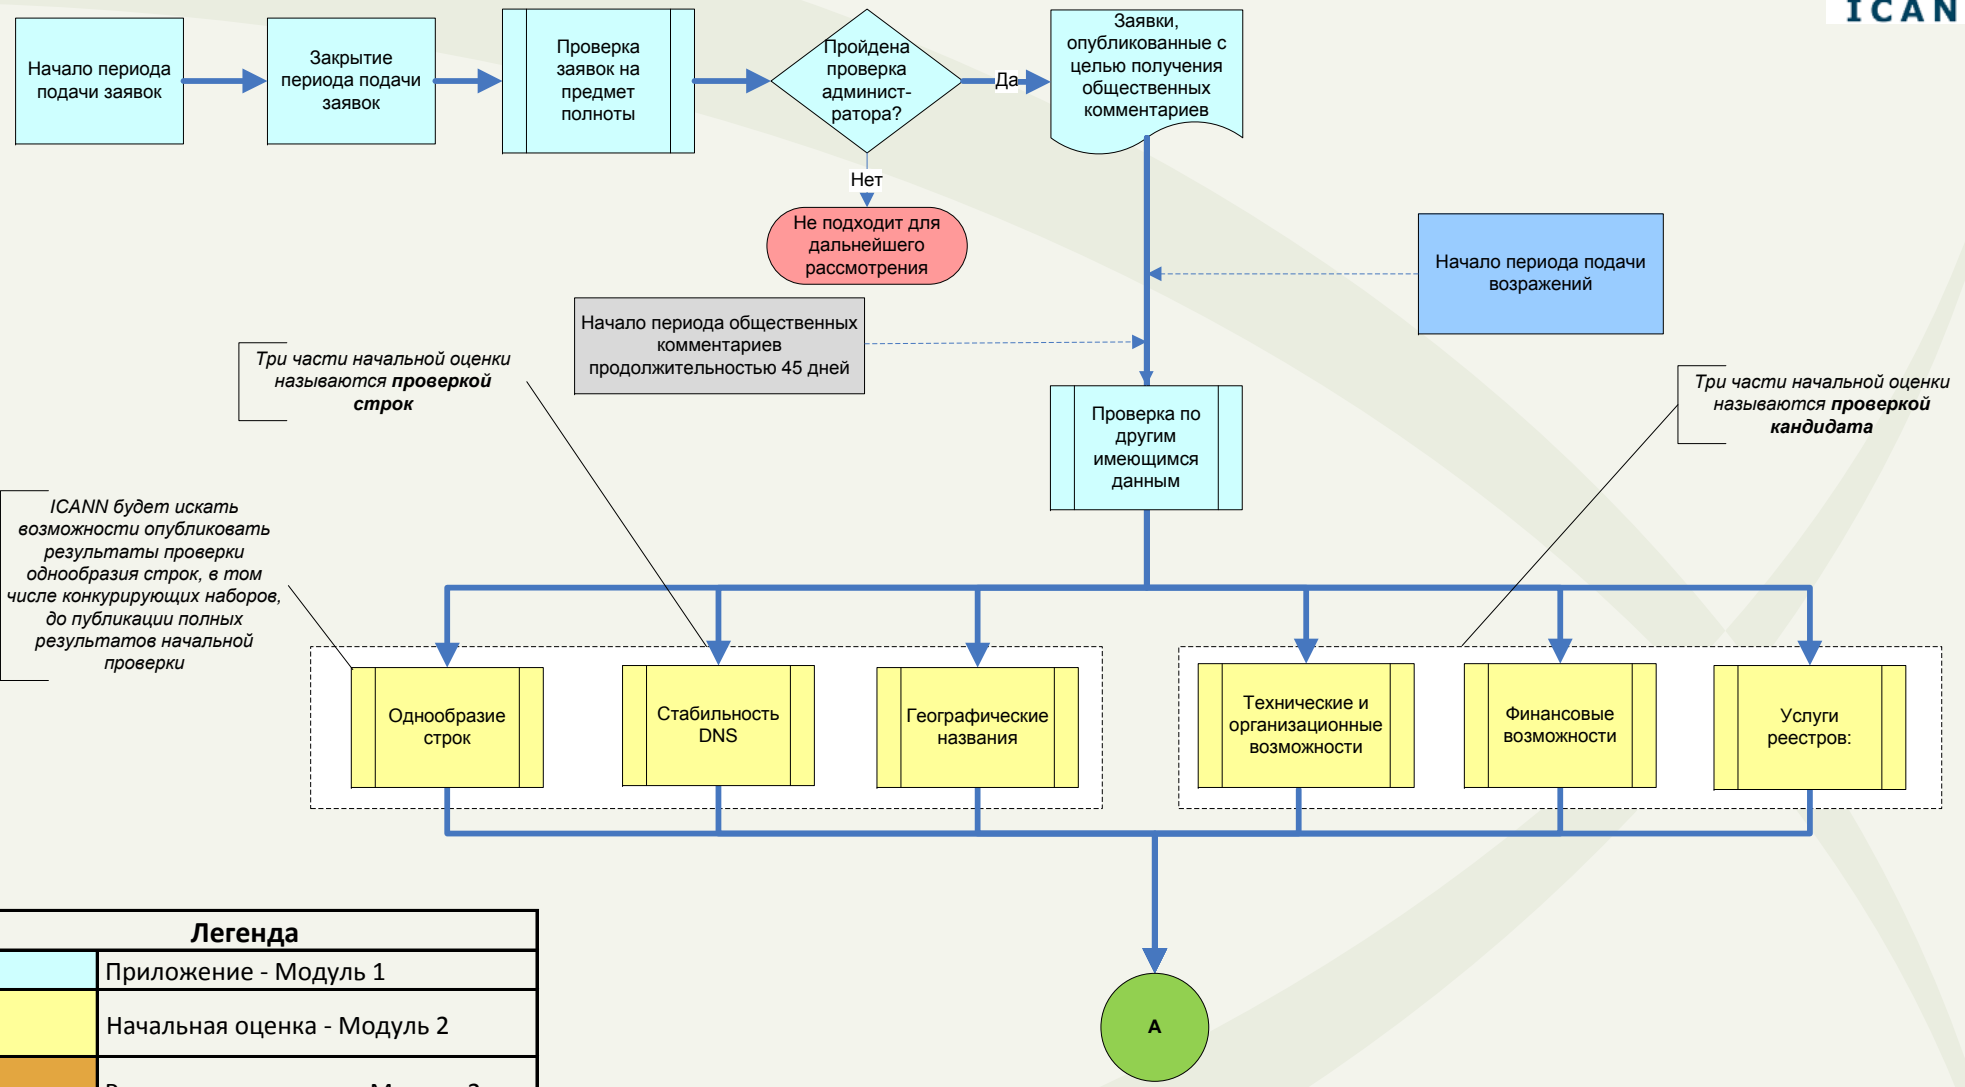 ICAN
Начало периода
подачи заявок
Закрытие
периода подачи
заявок
Проверка
заявок на
предмет
полноты
Пройдена
проверка
админист-
ратора?
Да
Заявки,
опубликованные с
целью получения
общественных
комментариев
Нет
Не подходит для
дальнейшего
рассмотрения
Начало периода подачи
возражений
Начало периода общественных
комментариев
продолжительностью 45 дней
Три части начальной оценки
называются проверкой
строк
Три части начальной оценки
называются проверкой
кандидата
Проверка по
другим
имеющимся
данным
ICANN будет искать
возможности опубликовать
результаты проверки
однообразия строк, в том
числе конкурирующих наборов,
до публикации полных
результатов начальной
проверки
Однообразие
строк
Стабильность
DNS
Географические
названия
Технические и
организационные
возможности
Финансовые
возможности
Услуги
реестров:
A
Легенда
Приложение - Модуль 1
Начальная оценка - Модуль 2